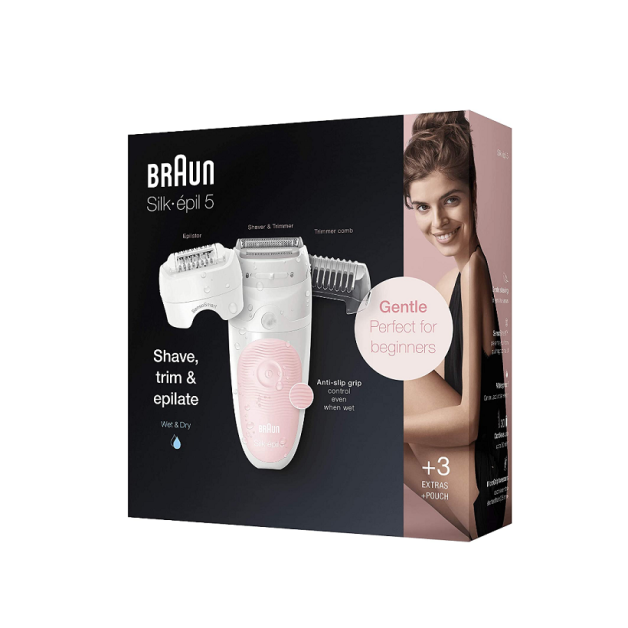 BRAUN
Silk·épil 5
Epilator
Shaver & Trimmer
Trimmer comb
Gentle
Perfect for
beginners
Shave,
trim &
epilate
Anti-slip grip
control
even
when wet
Wet & Dry
BRAUN
+3
EXTRAS
+POUCH